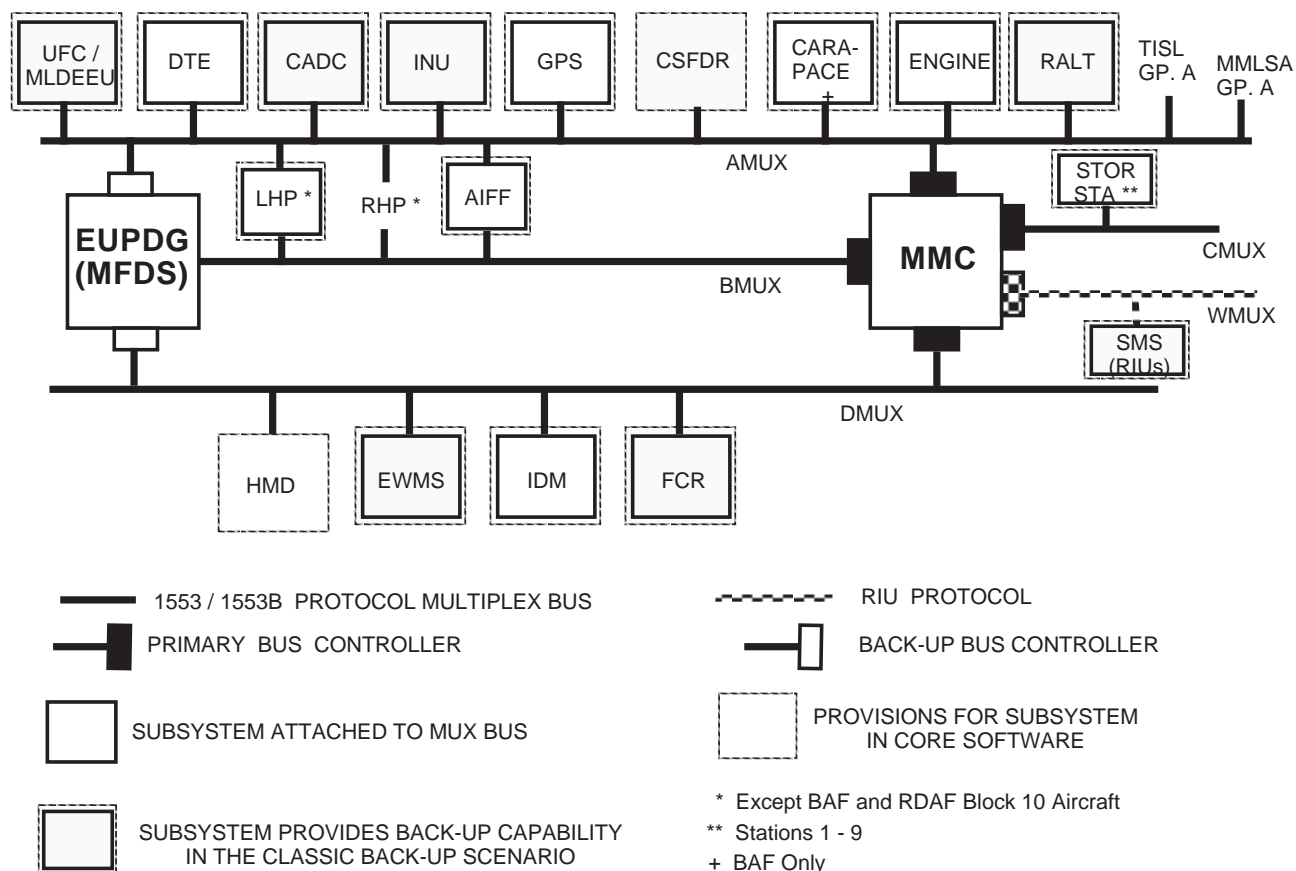 UFC /
MLDEEU
DTE
CADC
INU
GPS
CSFDR
CARA-
PACE
+
ENGINE
RALT
TISL
GP. A
MMLSA
GP. A
AMUX
LHP *
RHP *
AIFF
STOR
STA **
EUPDG
(MFDS)
MMC
CMUX
BMUX
WMUX
SMS
(RIUs)
DMUX
HMD
EWMS
IDM
FCR
1553 / 1553B PROTOCOL MULTIPLEX BUS
RIU PROTOCOL
PRIMARY BUS CONTROLLER
BACK-UP BUS CONTROLLER
SUBSYSTEM ATTACHED TO MUX BUS
PROVISIONS FOR SUBSYSTEM
IN CORE SOFTWARE
SUBSYSTEM PROVIDES BACK-UP CAPABILITY
IN THE CLASSIC BACK-UP SCENARIO
* Except BAF and RDAF Block 10 Aircraft
** Stations 1 - 9
+ BAF Only